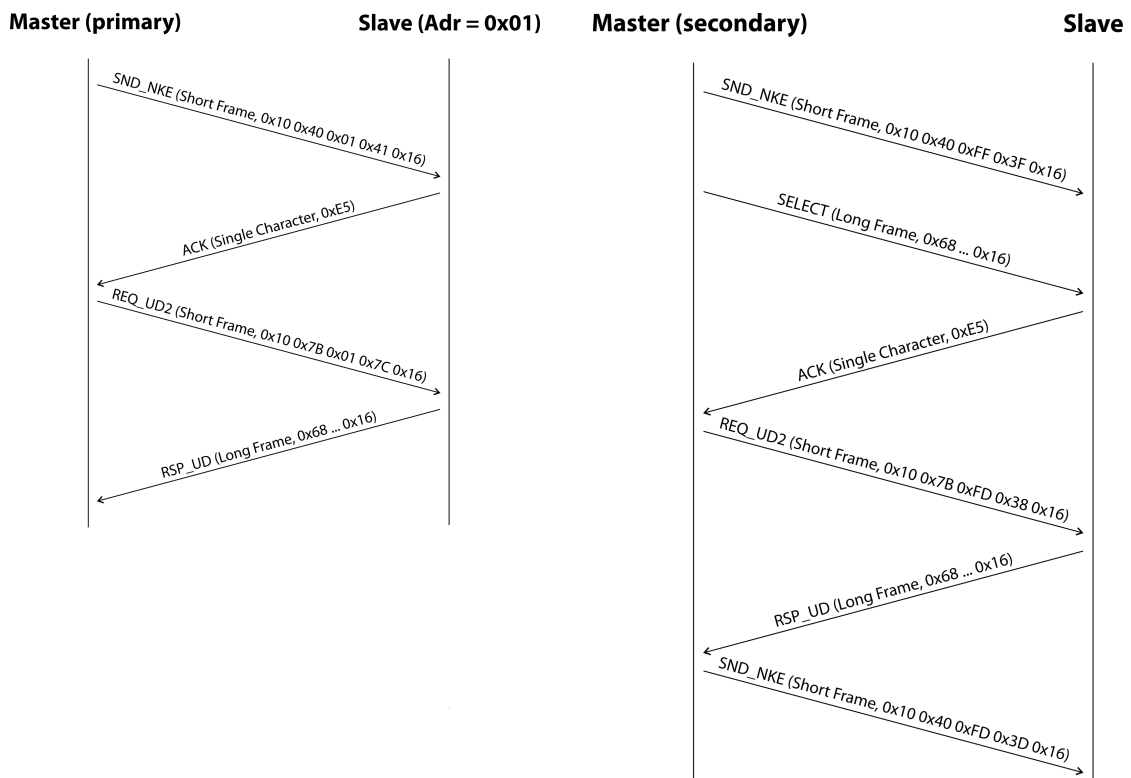 Master (primary)
Slave (Adr = 0x01)
SND_NKE (Short Frame, 0x10 0x40 0x01 0x41 0x16)
ACK (Single Character, 0xE5)
REQ_UD2 (Short Frame, 0x10 0x7B 0x01 0x7C 0x16)
RSP_UD (Long Frame, 0x68 ... 0x16)
Master (secondary)
Slave
SND_NKE (Short Frame, 0x10 0x40 0xFF 0x3F 0x16)
SELECT (Long Frame, 0x68 ... 0x16)
ACK (Single Character, 0xE5)
REQ_UD2 (Short Frame, 0x10 0x7B 0xFD 0x38 0x16)
RSP_UD (Long Frame, 0x68 ... 0x16)
SND_NKE (Short Frame, 0x10 0x40 0xFD 0x3D 0x16)